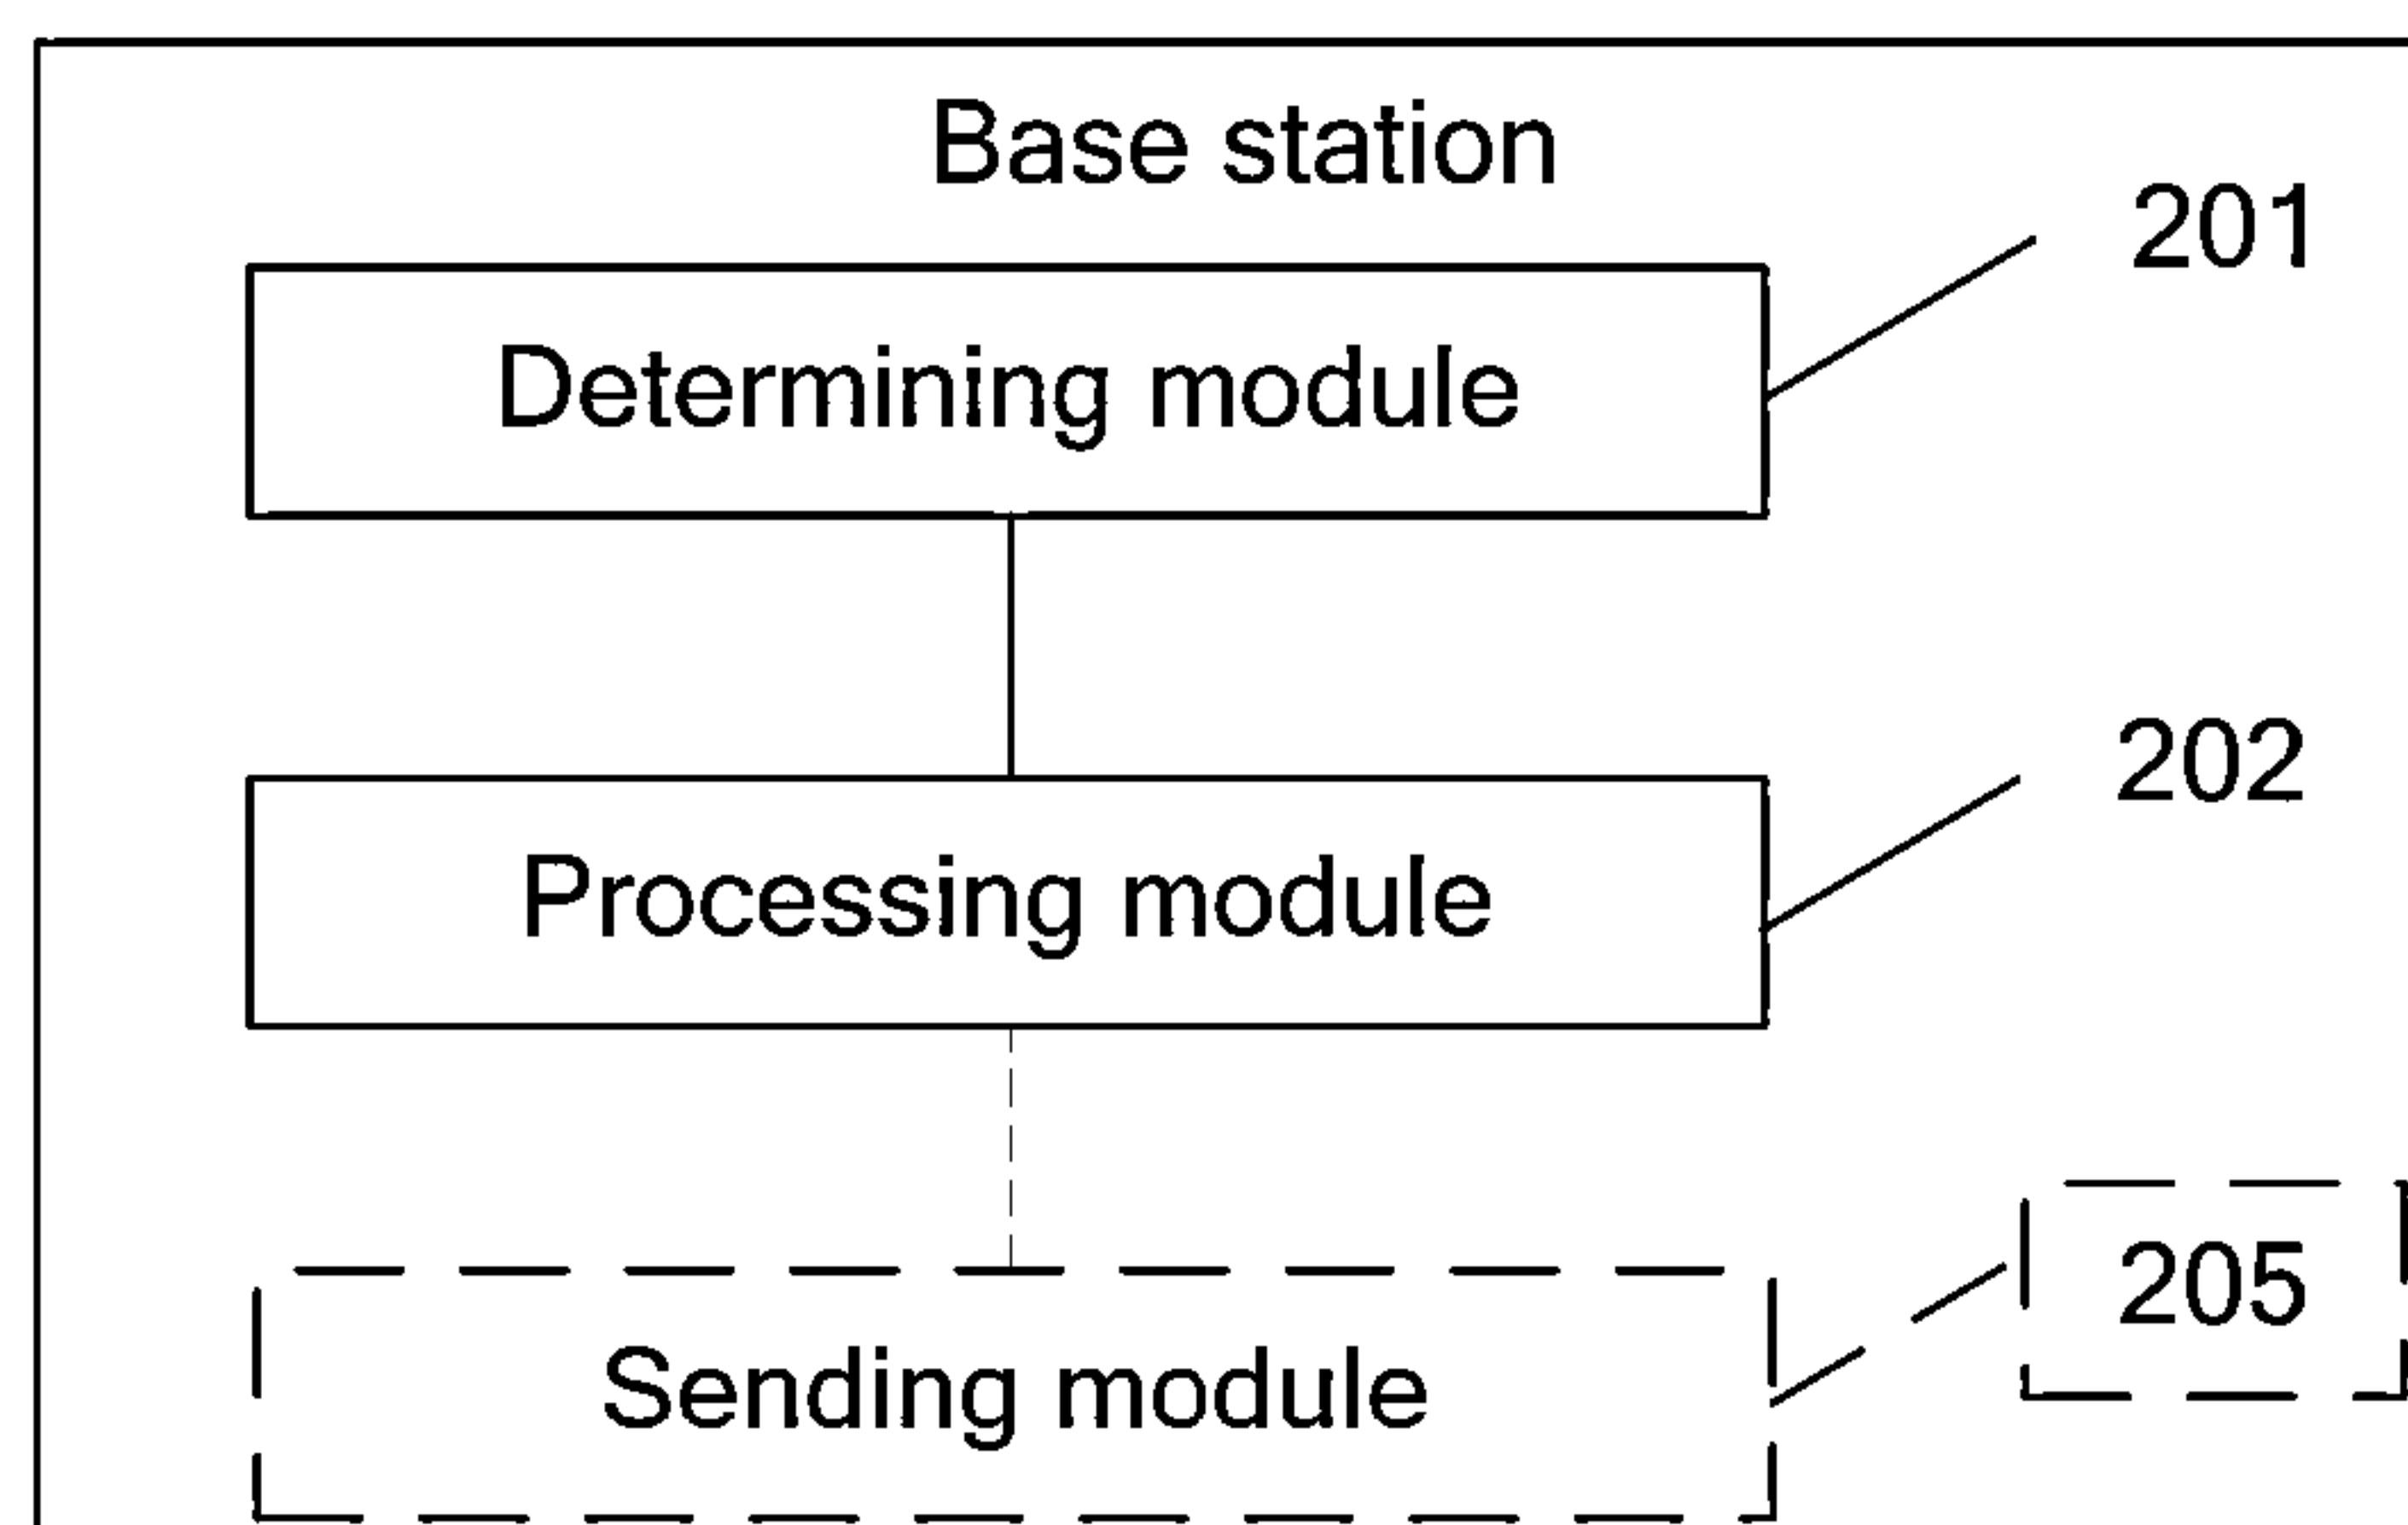 Base station
201
Determining module
202
Processing module
205
Sending module